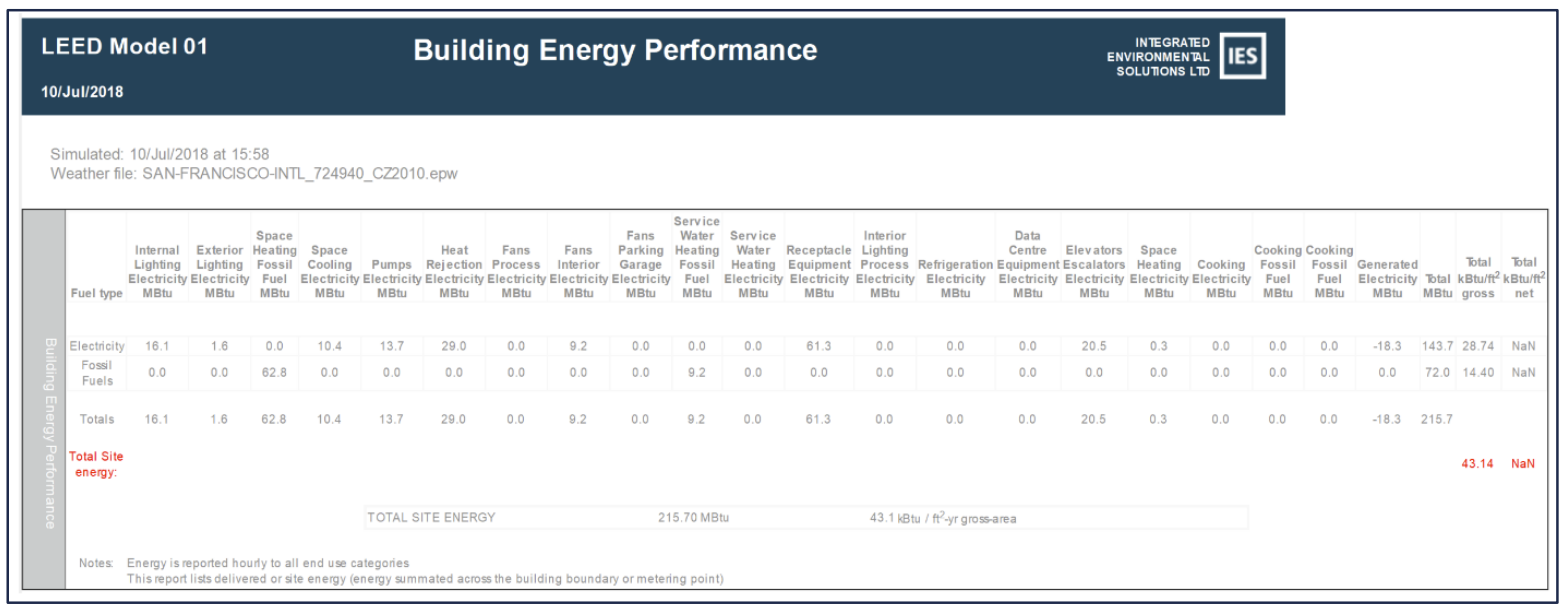 LEED Model 01
Building Energy Performance
INTEGRATED
ENVIRONMENTAL
SOLUTIONS LTD
IES
10/Jul/2018
Simulated: 10/Jul/2018 at 15:58
Weather file: SAN-FRANCISCO-INTL_724940_CZ2010.epw
Building Energy Performance
Fuel type | Internal Lighting Electricity MBtu | Exterior Lighting Electricity MBtu | Space Heating Fossil Fuel MBtu | Space Cooling Electricity MBtu | Pumps Electricity MBtu | Heat Rejection Electricity MBtu | Fans Process Electricity MBtu | Fans Interior Electricity MBtu | Fans Parking Garage Electricity MBtu | Service Water Heating Fossil Fuel MBtu | Service Water Heating Electricity MBtu | Receptacle Equipment Electricity MBtu | Interior Lighting Process Electricity MBtu | Refrigeration Electricity MBtu | Data Centre Equipment Electricity MBtu | Elevators Escalators Electricity MBtu | Space Heating Electricity MBtu | Cooking Electricity MBtu | Cooking Fossil Fuel MBtu | Cooking Fossil Fuel MBtu | Generated Electricity MBtu | Total MBtu | Total kBtu/ft² gross | Total kBtu/ft² net
Electricity 16.1 1.6 0.0 10.4 13.7 29.0 0.0 9.2 0.0 0.0 0.0 61.3 0.0 0.0 0.0 20.5 0.3 0.0 0.0 0.0 -18.3 143.7 28.74 NaN
Fossil Fuels 0.0 0.0 62.8 0.0 0.0 0.0 0.0 0.0 0.0 9.2 0.0 0.0 0.0 0.0 0.0 0.0 0.0 0.0 0.0 0.0 0.0 72.0 14.40 NaN
Totals 16.1 1.6 62.8 10.4 13.7 29.0 0.0 9.2 0.0 9.2 0.0 61.3 0.0 0.0 0.0 20.5 0.3 0.0 0.0 0.0 -18.3 215.7
Total Site energy: 43.14 NaN
TOTAL SITE ENERGY 215.70 MBtu 43.1 kBtu / ft²-yr gross-area
Notes: Energy is reported hourly to all end use categories
This report lists delivered or site energy (energy summated across the building boundary or metering point)